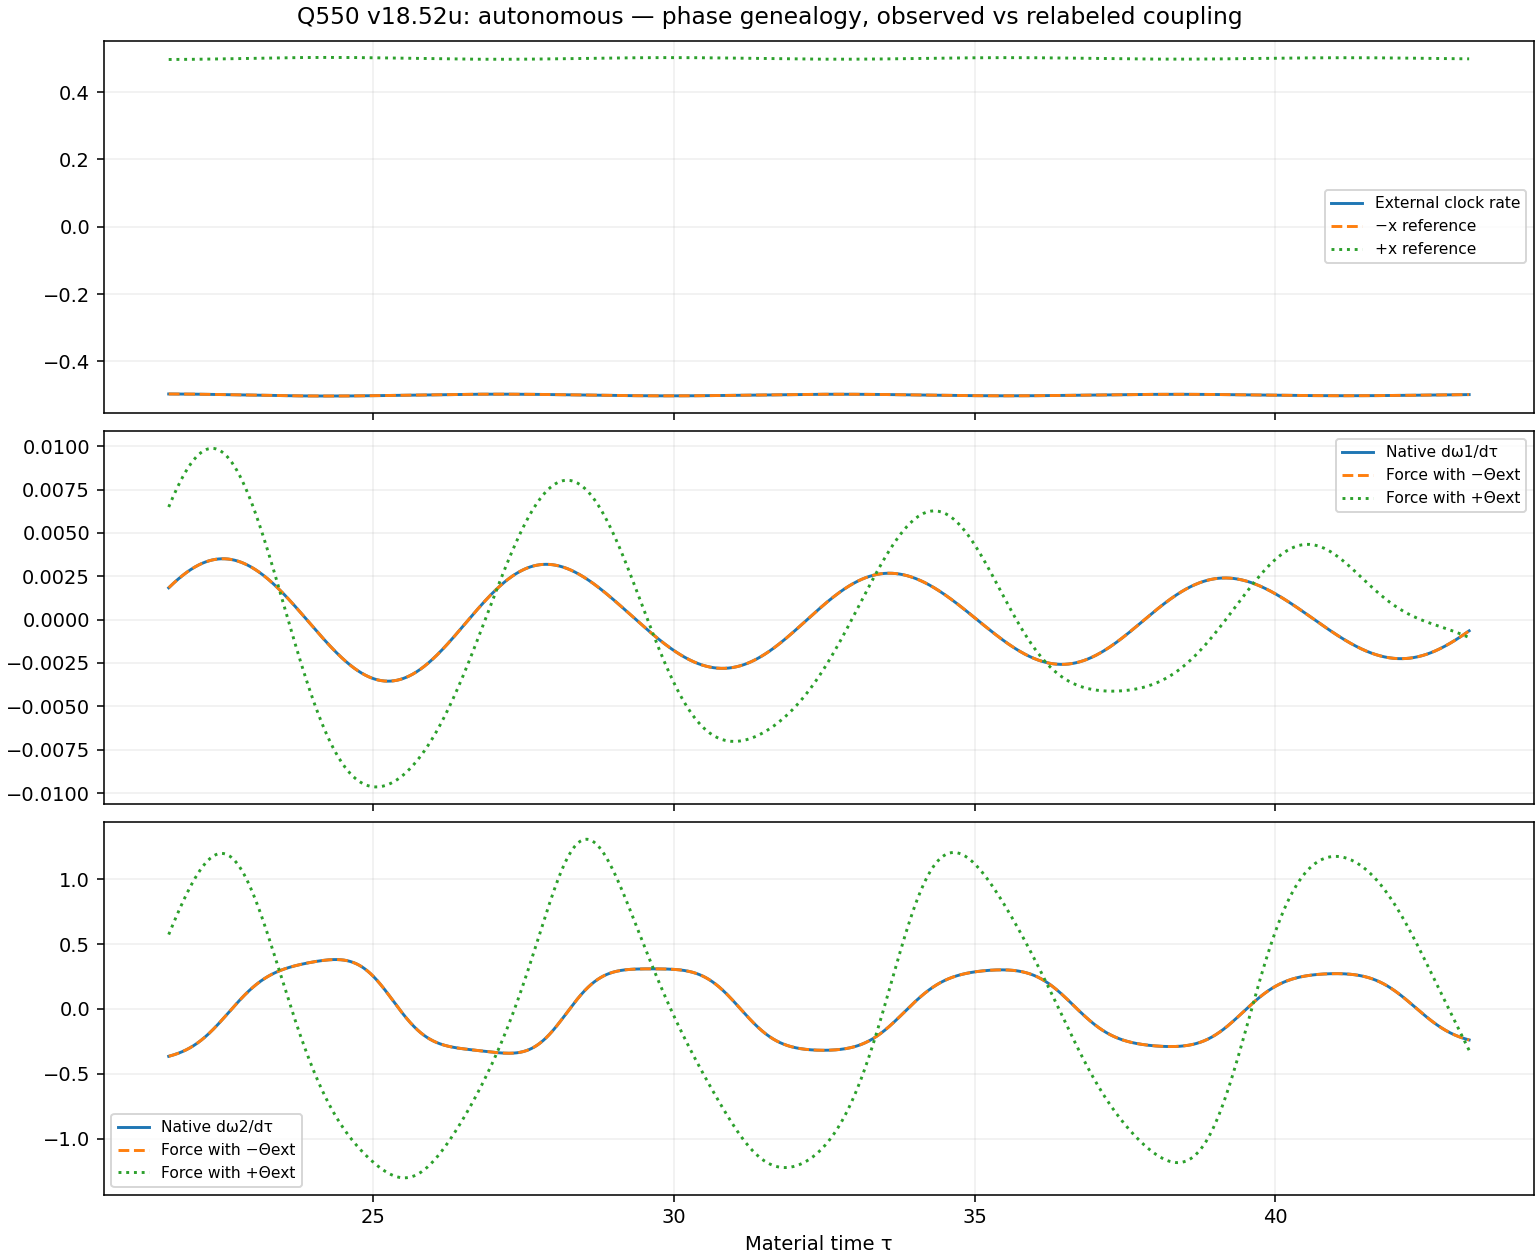 Q550 v18.52u: autonomous — phase genealogy, observed vs relabeled coupling
0.4
0.2
0.0
−0.2
−0.4
External clock rate
−x reference
+x reference
0.0100
0.0075
0.0050
0.0025
0.0000
−0.0025
−0.0050
−0.0075
−0.0100
Native dω1/dτ
Force with −Θext
Force with +Θext
1.0
0.5
0.0
−0.5
−1.0
Native dω2/dτ
Force with −Θext
Force with +Θext
25
30
35
40
Material time τ